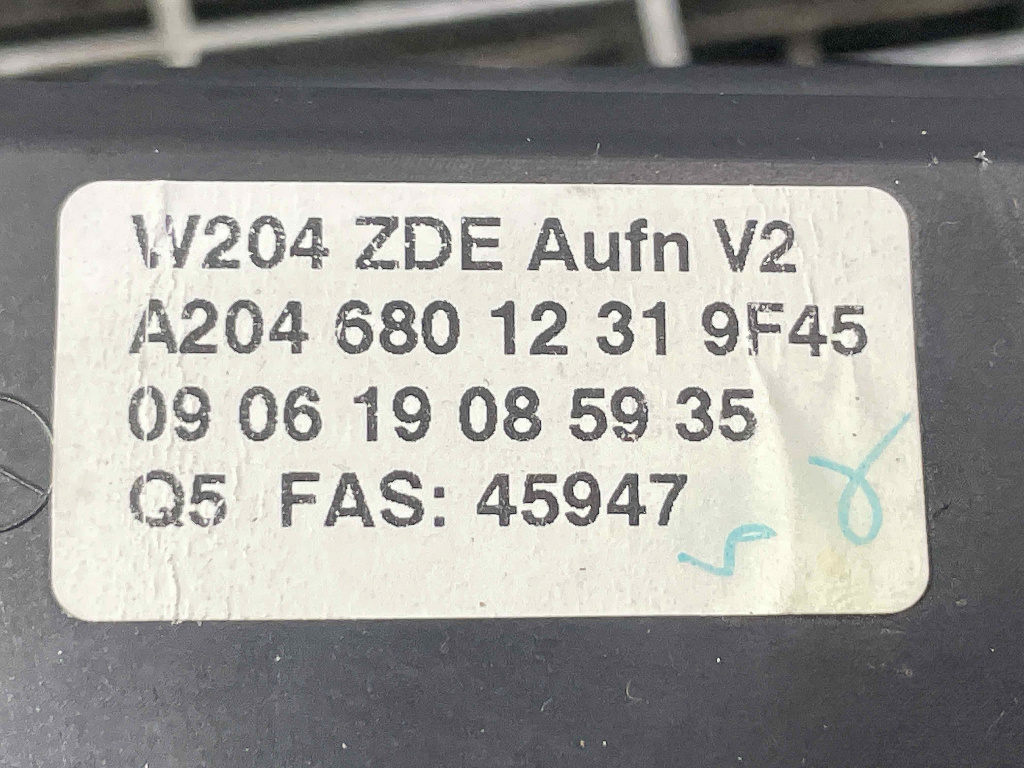 W204 ZDE Aufn V2
A204 680 12 31 9F45
09 06 19 08 59 35
Q5 FAS: 45947